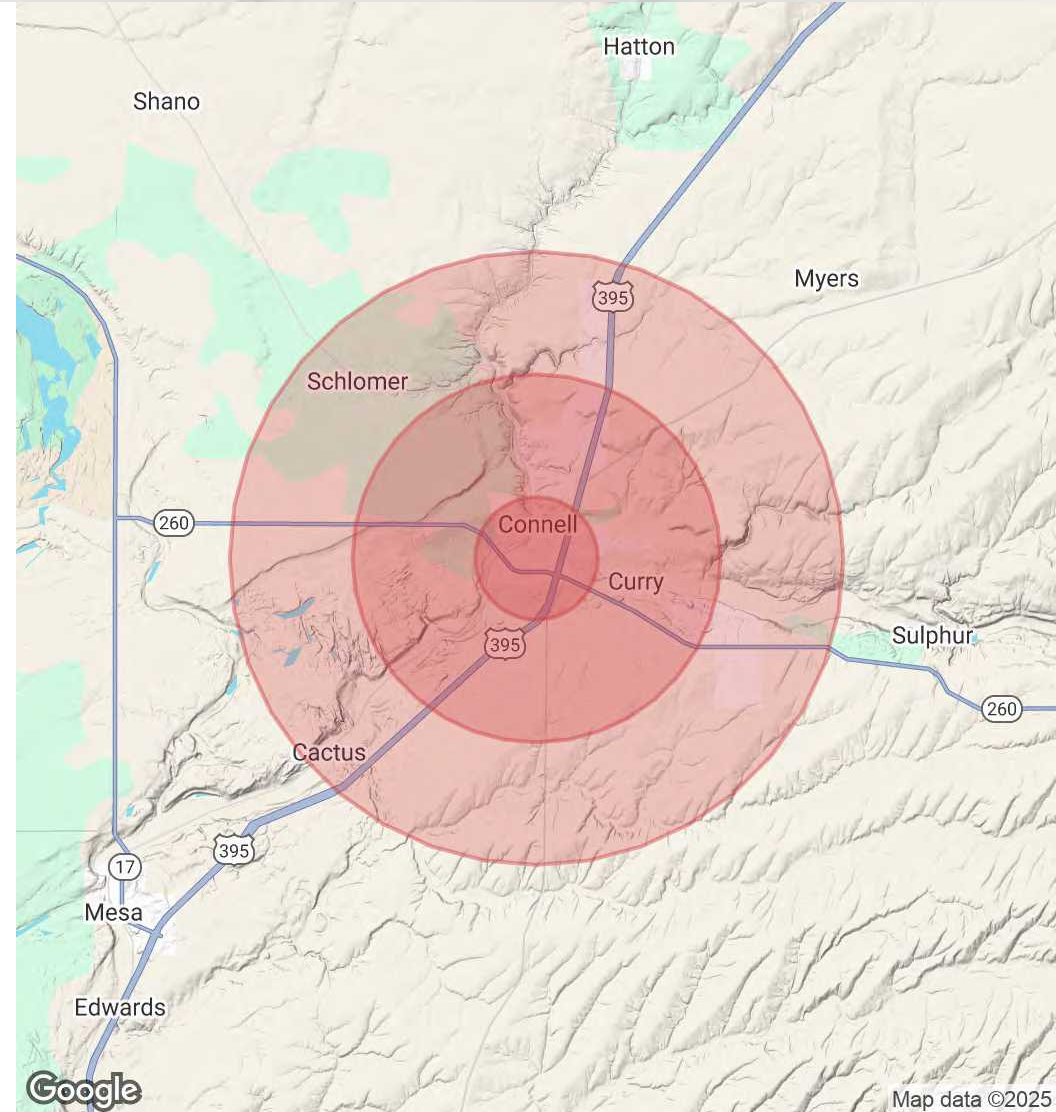 Hatton
Shano
Myers
395
Schlomer
260
Connell
Curry
395
Sulphur
260
Cactus
395
17
Mesa
Edwards
Google
Map data ©2025